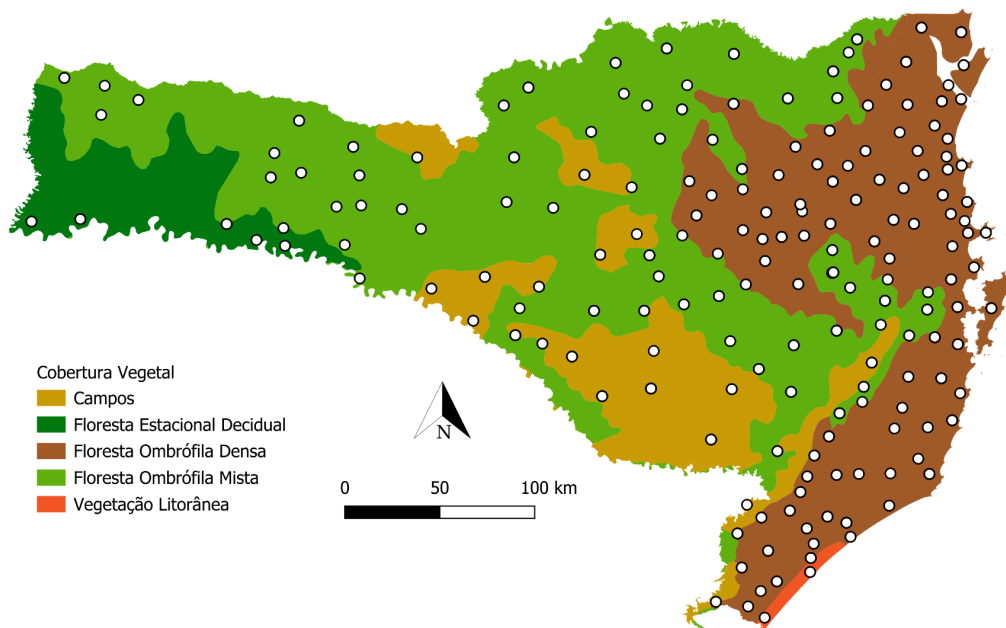 Cobertura Vegetal
Campos
Floresta Estacional Decidual
Floresta Ombrófila Densa
Floresta Ombrófila Mista
Vegetação Litorânea
N
0 50 100 km